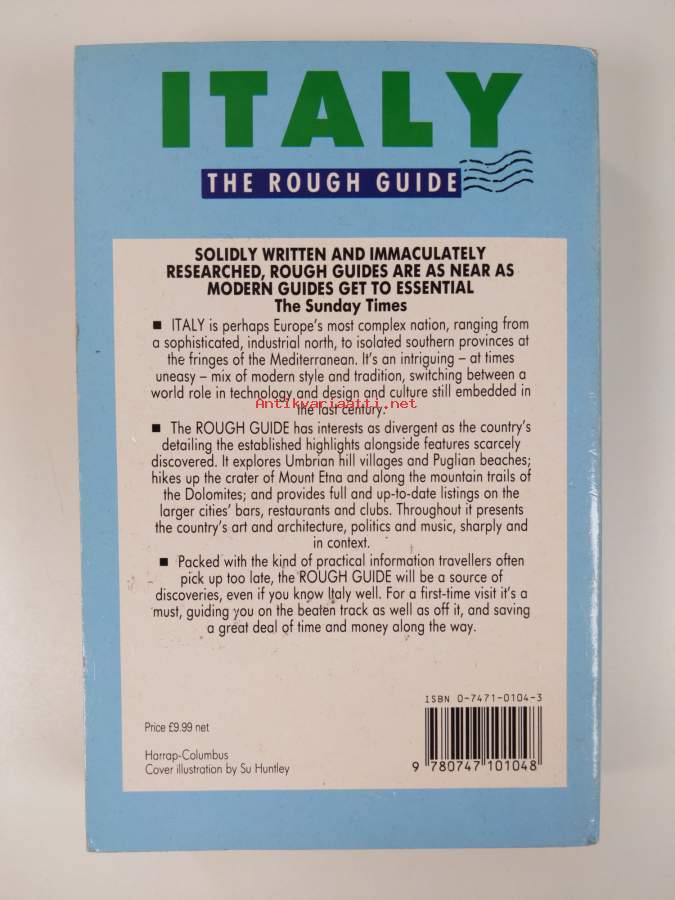 ITALY
THE ROUGH GUIDE
SOLIDLY WRITTEN AND IMMACULATELY
RESEARCHED, ROUGH GUIDES ARE AS NEAR AS
MODERN GUIDES GET TO ESSENTIAL
The Sunday Times
■ ITALY is perhaps Europe's most complex nation, ranging from
a sophisticated, industrial north, to isolated southern provinces at
the fringes of the Mediterranean. It's an intriguing – at times
uneasy – mix of modern style and tradition, switching between a
world role in technology and design and culture still embedded in
the last century.
Antikvariaatti.net
■ The ROUGH GUIDE has interests as divergent as the country's
detailing the established highlights alongside features scarcely
discovered. It explores Umbrian hill villages and Puglian beaches;
hikes up the crater of Mount Etna and along the mountain trails of
the Dolomites; and provides full and up-to-date listings on the
larger cities' bars, restaurants and clubs. Throughout it presents
the country's art and architecture, politics and music, sharply and
in context.
■ Packed with the kind of practical information travellers often
pick up too late, the ROUGH GUIDE will be a source of
discoveries, even if you know Italy well. For a first-time visit it's a
must, guiding you on the beaten track as well as off it, and saving
a great deal of time and money along the way.
ISBN 0-7471-0104-3
Price £9.99 net
Harrap-Columbus
Cover illustration by Su Huntley
9 780747 101048